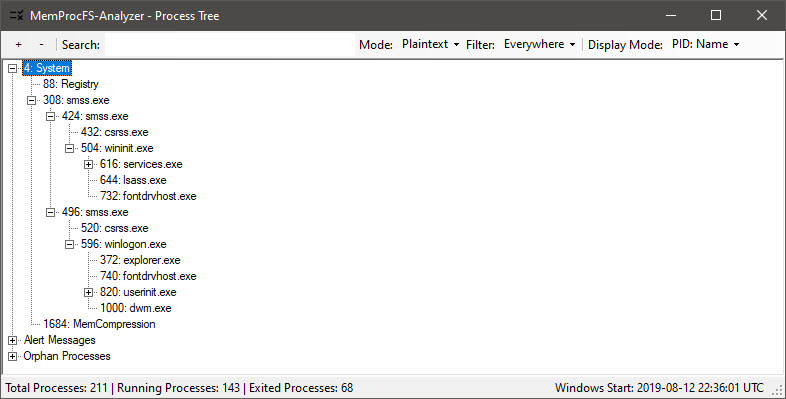 MemProcFS-Analyzer - Process Tree
+ - Search: Mode: Plaintext Filter: Everywhere Display Mode: PID: Name
4: System
88: Registry
308: smss.exe
424: smss.exe
432: csrss.exe
504: wininit.exe
616: services.exe
644: lsass.exe
732: fontdrvhost.exe
496: smss.exe
520: csrss.exe
596: winlogon.exe
372: explorer.exe
740: fontdrvhost.exe
820: userinit.exe
1000: dwm.exe
1684: MemCompression
Alert Messages
Orphan Processes
Total Processes: 211 | Running Processes: 143 | Exited Processes: 68 Windows Start: 2019-08-12 22:36:01 UTC